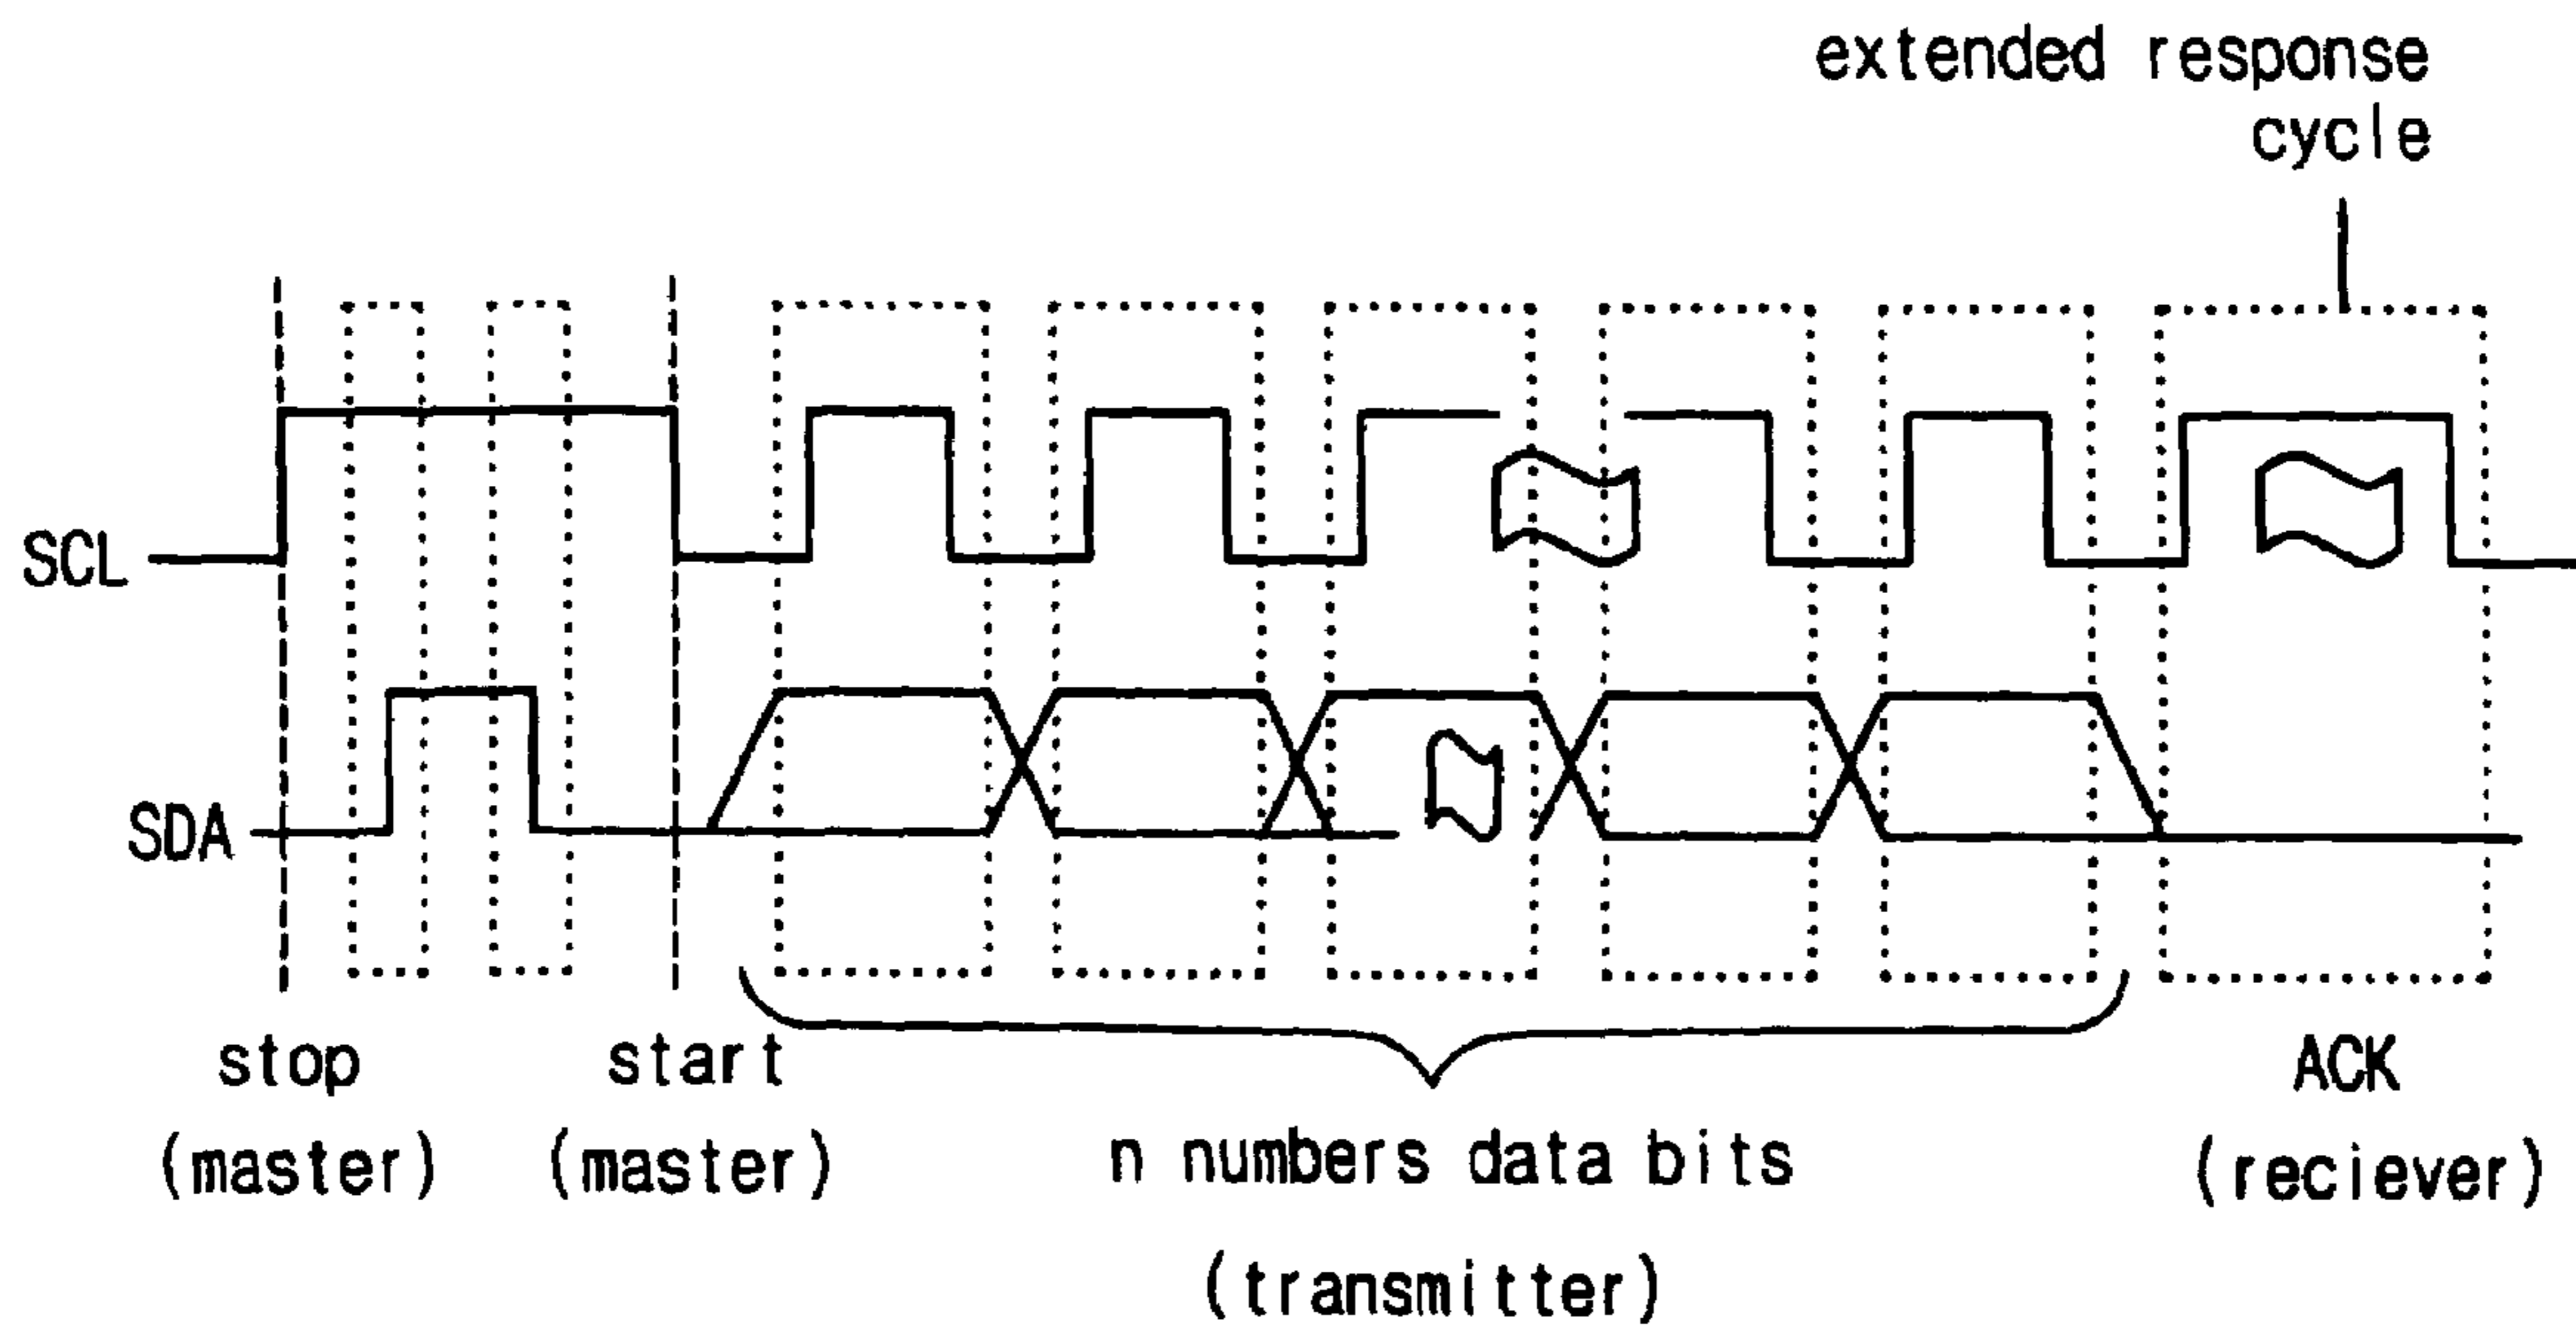 extended response
cycle
SCL
SDA
stop
(master)
start
(master)
n numbers data bits
(transmitter)
ACK
(reciever)